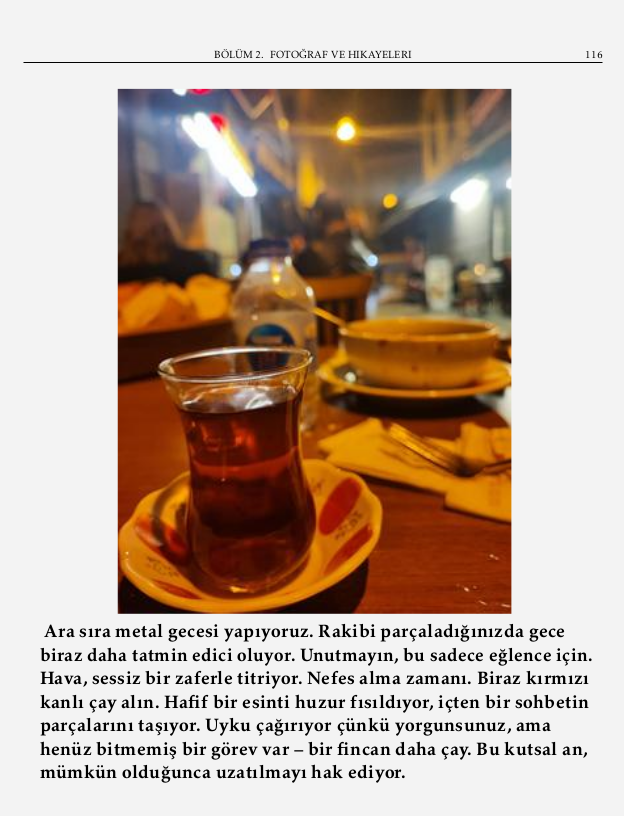 BÖLÜM 2. FOTOĞRAF VE HIKAYELERI 116
Ara sıra metal gecesi yapıyoruz. Rakibi parçaladığınızda gece
biraz daha tatmin edici oluyor. Unutmayın, bu sadece eğlence için.
Hava, sessiz bir zaferle titriyor. Nefes alma zamanı. Biraz kırmızı
kanlı çay alın. Hafif bir esinti huzur fısıldıyor, içten bir sohbetin
parçalarını taşıyor. Uyku çağırıyor çünkü yorgunsunuz, ama
henüz bitmemiş bir görev var – bir fincan daha çay. Bu kutsal an,
mümkün olduğunca uzatılmayı hak ediyor.